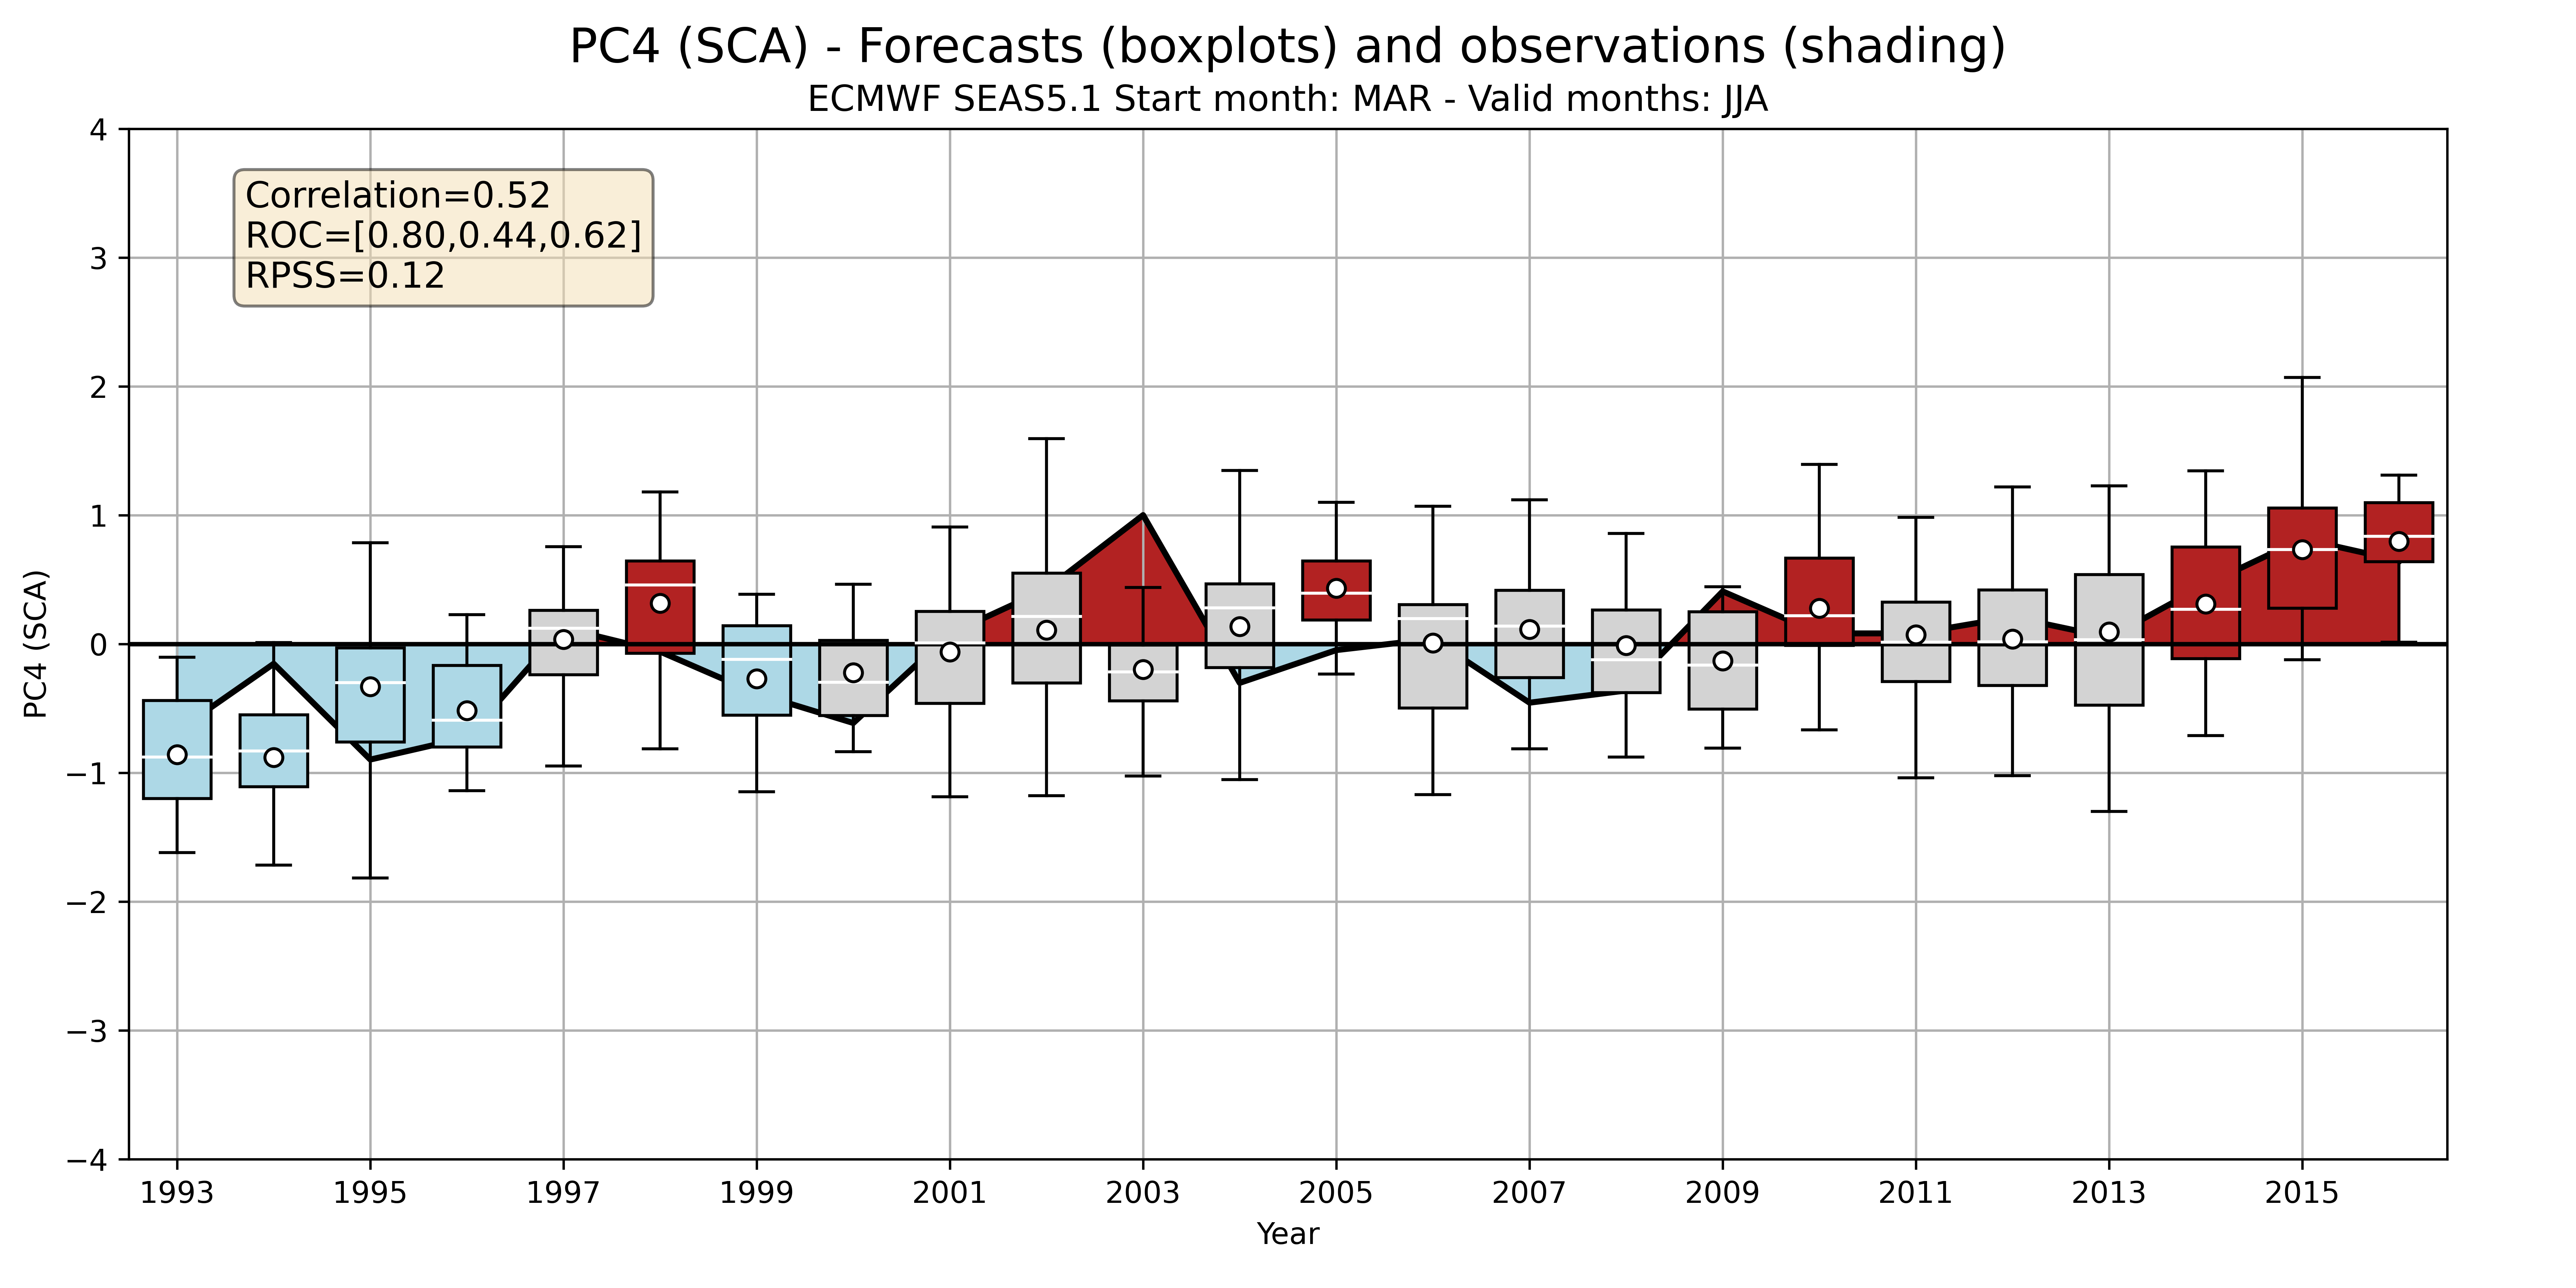 PC4 (SCA) - Forecasts (boxplots) and observations (shading)
ECMWF SEAS5.1 Start month: MAR - Valid months: JJA
Correlation=0.52
ROC=[0.80,0.44,0.62]
RPSS=0.12
PC4 (SCA)
4
3
2
1
0
−1
−2
−3
−4
1993 1995 1997 1999 2001 2003 2005 2007 2009 2011 2013 2015
Year